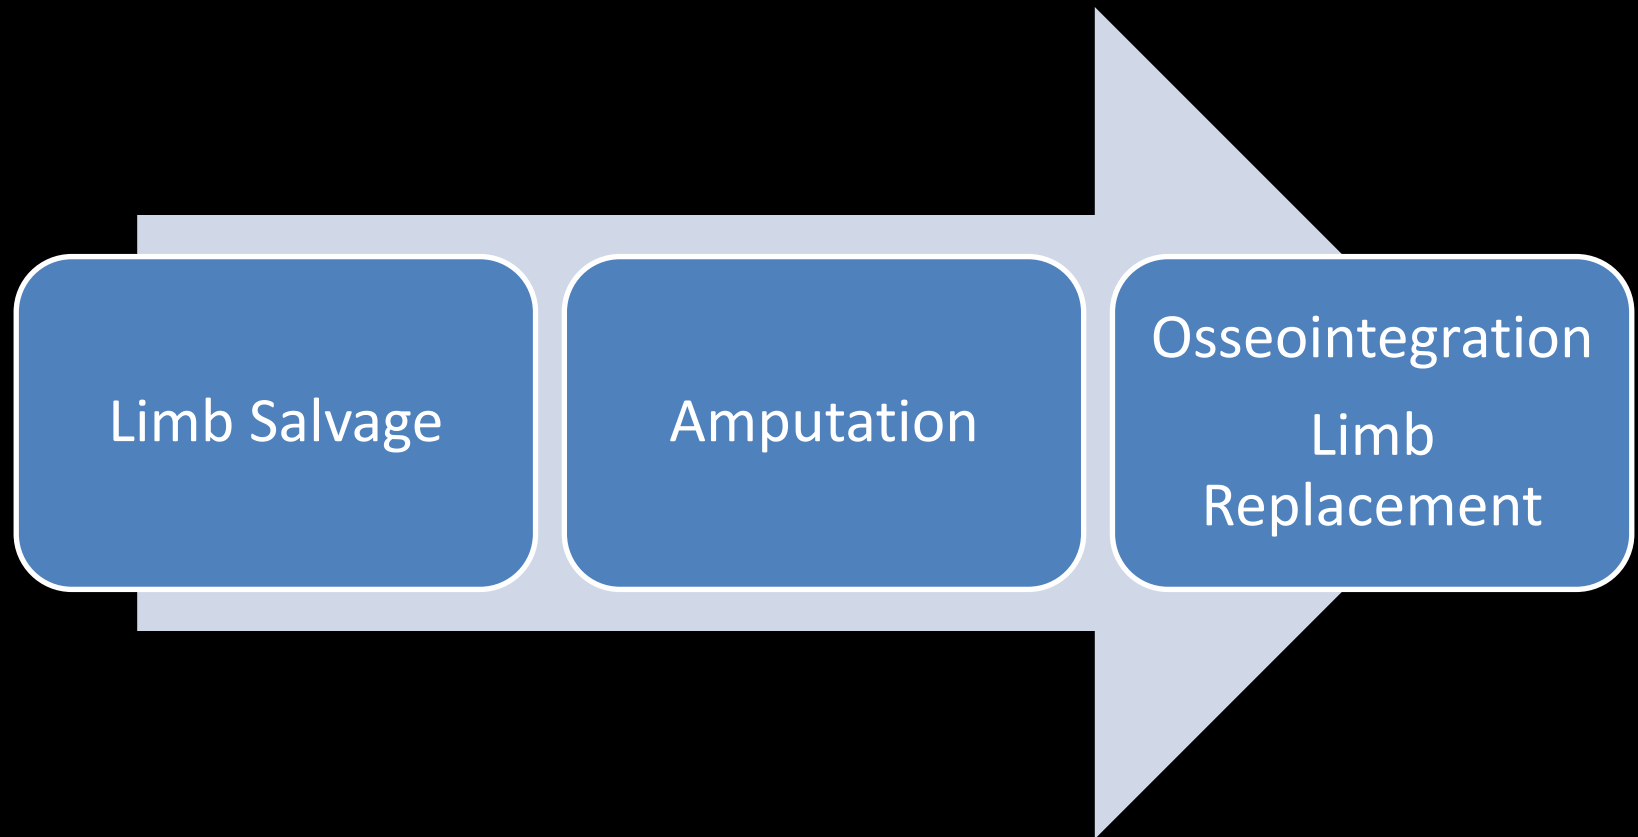 Limb Salvage
Amputation
Osseointegration
Limb
Replacement